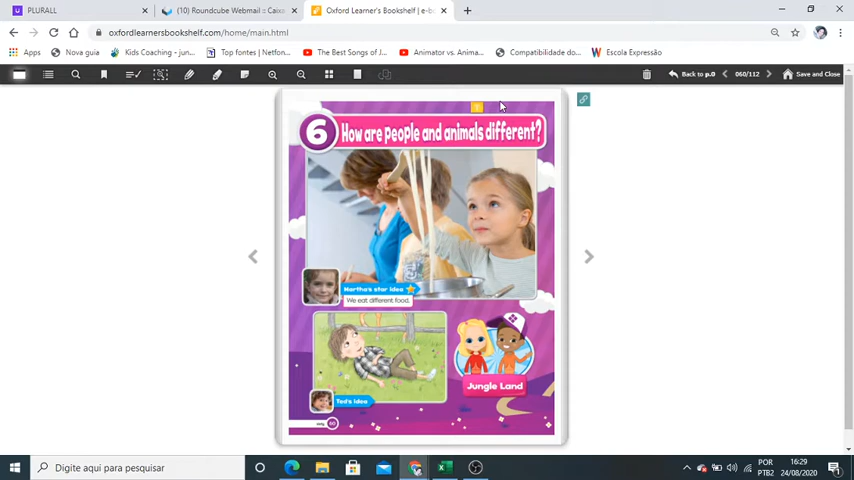 PLURALL
(10) Roundcube Webmail :: Caixa
Oxford Learner's Bookshelf | e-b
oxfordlearnersbookshelf.com/home/main.html
Apps
Nova guia
Kids Coaching - jun...
Top fontes | Netfon...
The Best Songs of J...
Animator vs. Anima...
Compatibilidade do...
Escola Expressão
Back to p.0
060/112
Save and Close
6
How are people and animals different?
Martha's star idea
We eat different food.
Jungle Land
Ted's idea
60
Digite aqui para pesquisar
POR
PTB2
16:29
24/08/2020